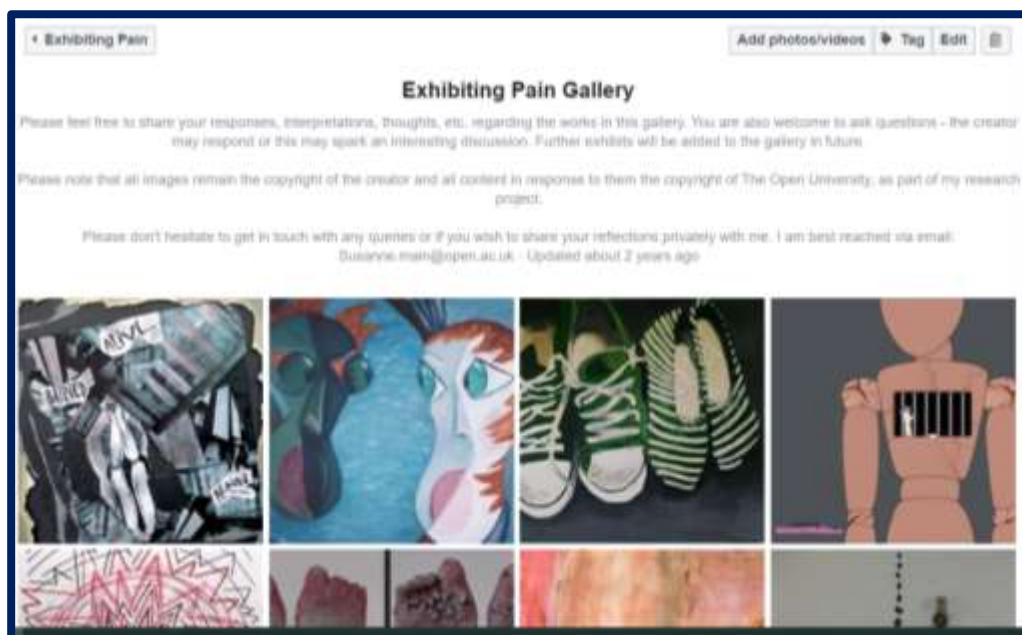 Exhibiting Pain
Add photos/videos Tag Edit
Exhibiting Pain Gallery
Please feel free to share your responses, interpretations, thoughts, etc. regarding the works in this gallery. You are also welcome to ask questions - the creator
may respond or this may spark an interesting discussion. Further exhibits will be added to the gallery in future.
Please note that all images remain the copyright of the creator and all content in response to them the copyright of The Open University, as part of my research
project.
Please don't hesitate to get in touch with any queries or if you wish to share your reflections privately with me. I am best reached via email:
Susanne.main@open.ac.uk · Updated about 2 years ago